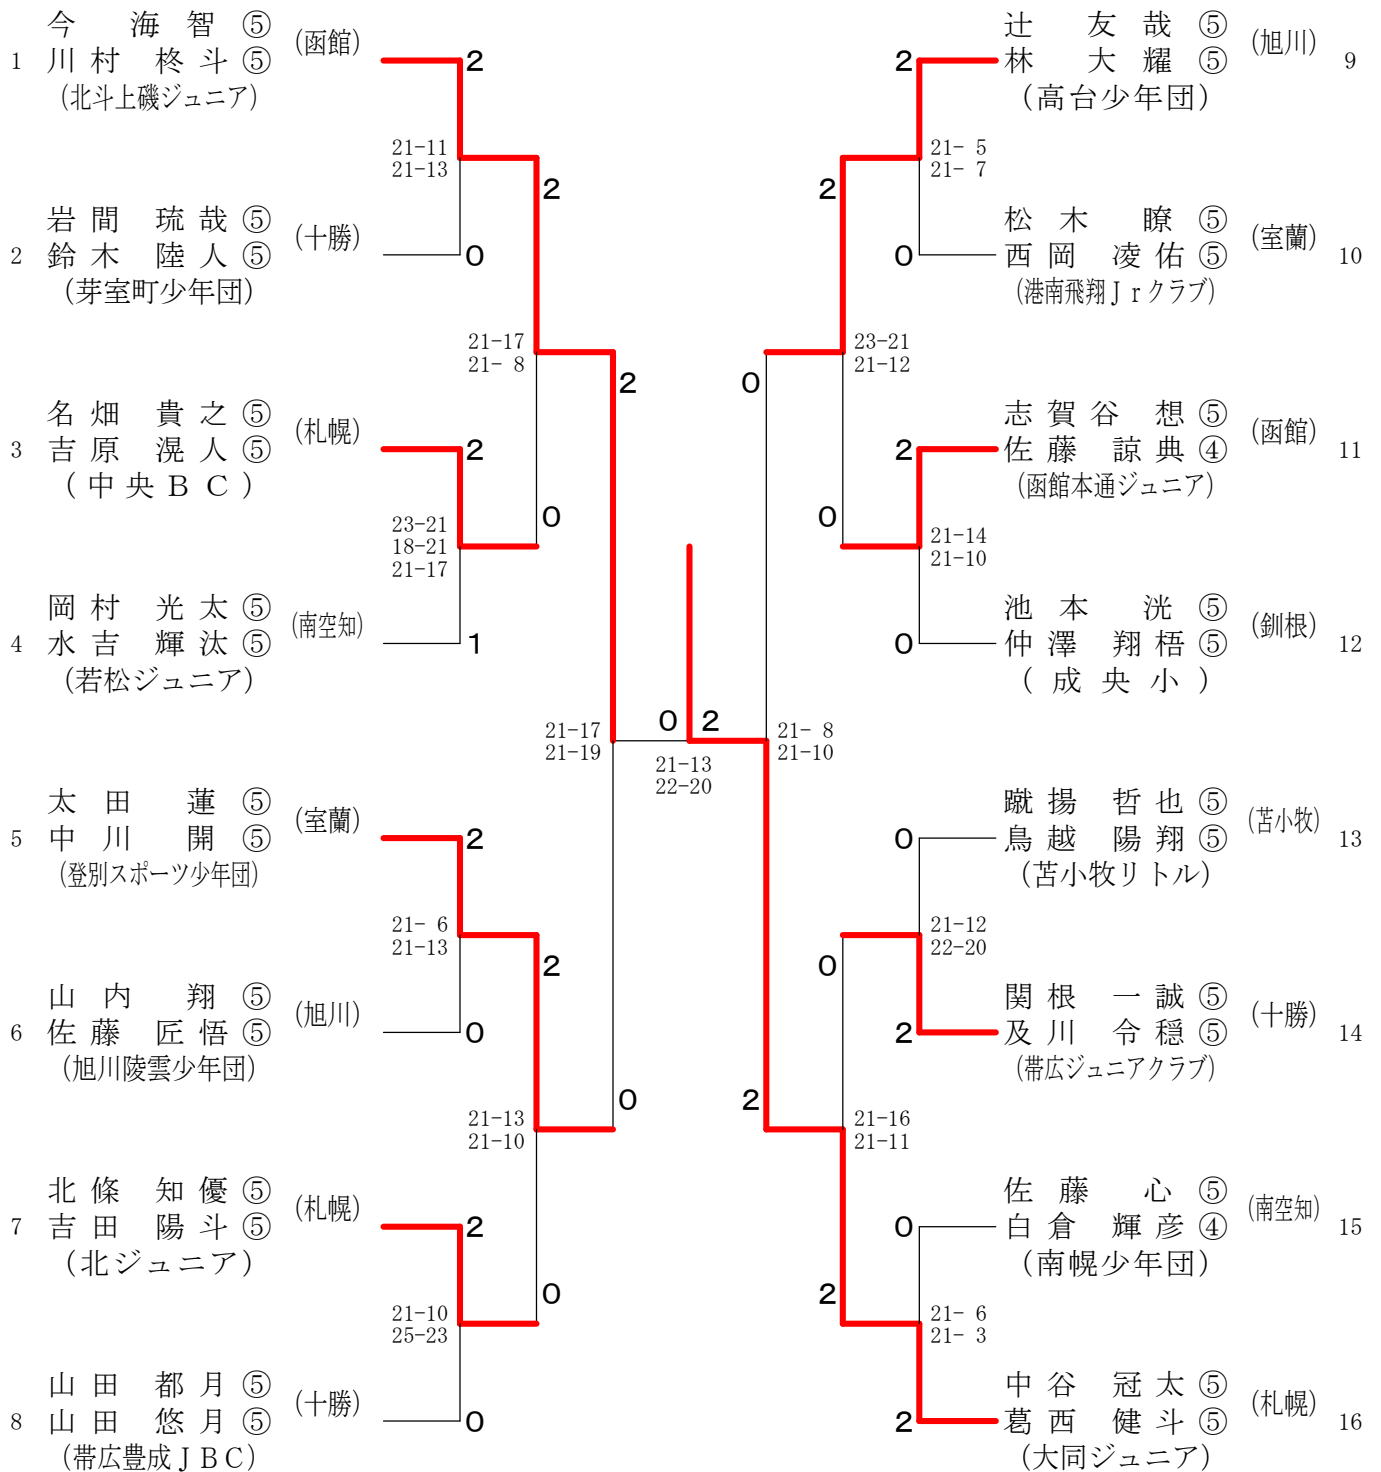 今　海智 ⑤
1 川村 柊斗 ⑤ (函館) 2
(北斗上磯ジュニア)
21-11
21-13
2
岩間 琉哉 ⑤
2 鈴木 陸人 ⑤ (十勝) 0
(芽室町少年団)
21-17
21- 8
2
名畑 貴之 ⑤
3 吉原 滉人 ⑤ (札幌) 2
(中央BC)
0
23-21
18-21
21-17
岡村 光太 ⑤
4 水吉 輝汰 ⑤ (南空知) 1
(若松ジュニア)
21-17
21-19
0 2
21-13
22-20
太田　蓮 ⑤
5 中川　開 ⑤ (室蘭) 2
(登別スポーツ少年団)
21- 6
21-13
2
山内　翔 ⑤
6 佐藤 匠悟 ⑤ (旭川) 0
(旭川陵雲少年団)
21-13
21-10
0
北條 知優 ⑤
7 吉田 陽斗 ⑤ (札幌) 2
(北ジュニア)
0
21-10
25-23
山田 都月 ⑤
8 山田 悠月 ⑤ (十勝) 0
(帯広豊成JBC)
辻　友哉 ⑤
2 林　大耀 ⑤ (旭川) 9
(高台少年団)
21- 5
21- 7
2
松木　瞭 ⑤
0 西岡 凌佑 ⑤ (室蘭) 10
(港南飛翔Jrクラブ)
23-21
21-12
0
志賀谷 想 ⑤
2 佐藤 諒典 ④ (函館) 11
(函館本通ジュニア)
0
21-14
21-10
池本　洸 ⑤
0 仲澤 翔梧 ⑤ (釧根) 12
(成央小)
21- 8
21-10
蹴揚 哲也 ⑤
0 鳥越 陽翔 ⑤ (苫小牧) 13
(苫小牧リトル)
21-12
22-20
0
関根 一誠 ⑤
2 及川 令穏 ⑤ (十勝) 14
(帯広ジュニアクラブ)
2
21-16
21-11
佐藤　心 ⑤
0 白倉 輝彦 ④ (南空知) 15
(南幌少年団)
2
21- 6
21- 3
中谷 冠太 ⑤
2 葛西 健斗 ⑤ (札幌) 16
(大同ジュニア)